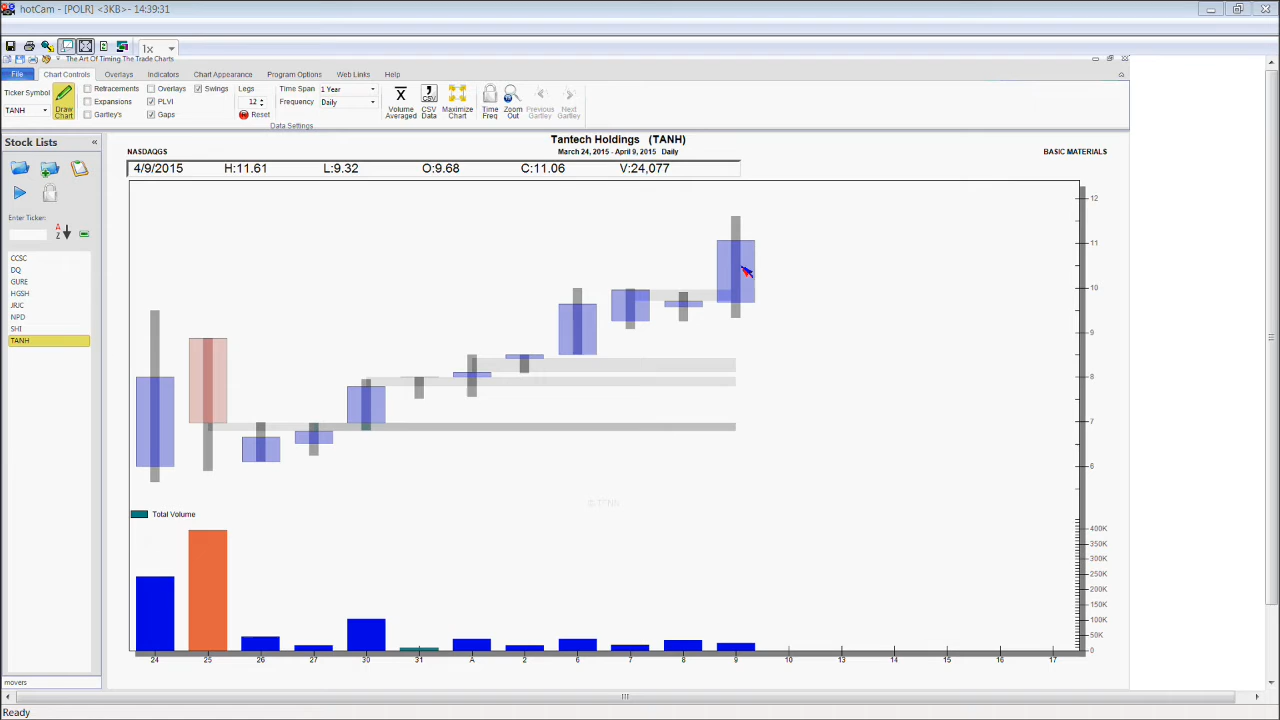 hotCam - [POLR] <3KB>- 14:39:31
1x
The Art Of Timing The Trade Charts
File Chart Controls Overlays Indicators Chart Appearance Program Options Web Links Help
Ticker Symbol
TANH
Draw Chart
Retracements Overlays Swings
Expansions PLVI
Gartley's Gaps
Legs
12
Reset
Time Span 1 Year
Frequency Daily
Volume Averaged
CSV
CSV Data
Maximize Chart
Time Freq
Zoom Out
Previous Gartley
Next Gartley
Data Settings
Stock Lists «
Enter Ticker:
A
Z
CCSC
DQ
GURE
HGSH
JRJC
NPD
SHI
TANH
movers
Tantech Holdings (TANH)
NASDAQGS March 24, 2015 - April 9, 2015 Daily BASIC MATERIALS
4/9/2015 H:11.61 L:9.32 O:9.68 C:11.06 V:24,077
12
11
10
9
8
7
6
Total Volume
400K
350K
300K
250K
200K
150K
100K
50K
0
24 25 26 27 30 31 A 2 6 7 8 9 10 13 14 15 16 17
Ready